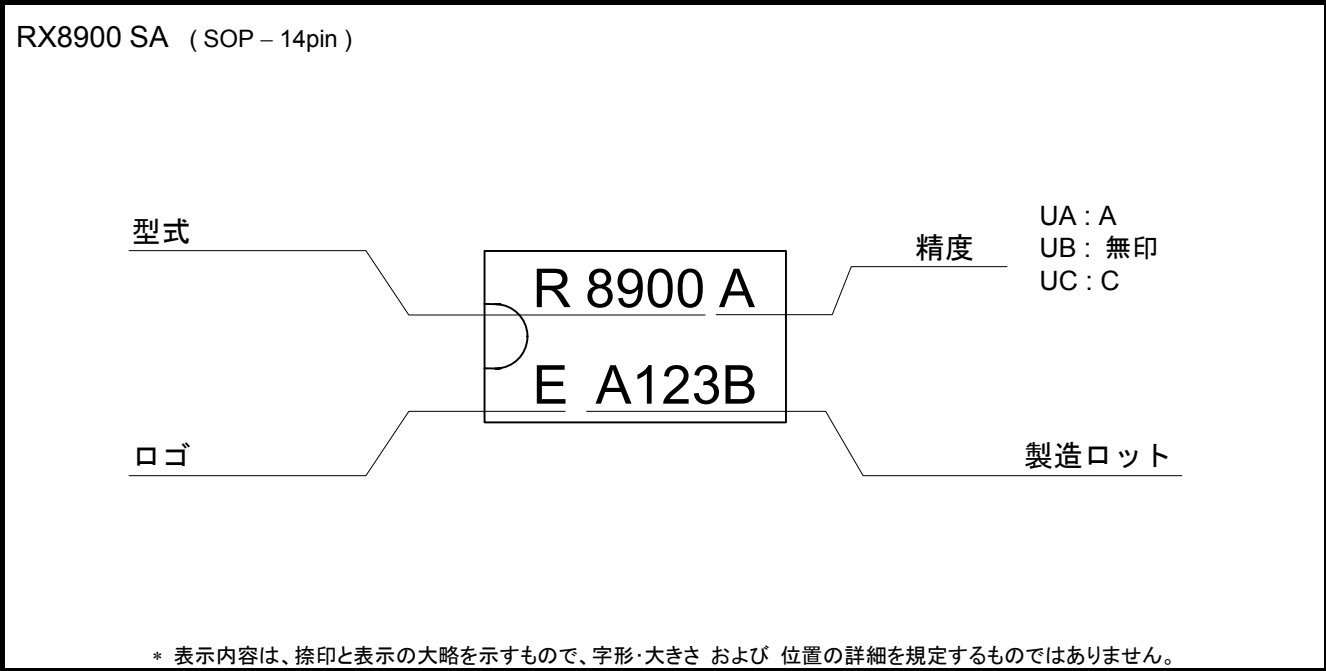 RX8900 SA ( SOP – 14pin )
型式
精度
UA : A
UB : 無印
UC : C
R 8900 A
E A123B
ロゴ
製造ロット
* 表示内容は、捺印と表示の大略を示すもので、字形・大きさ および 位置の詳細を規定するものではありません。